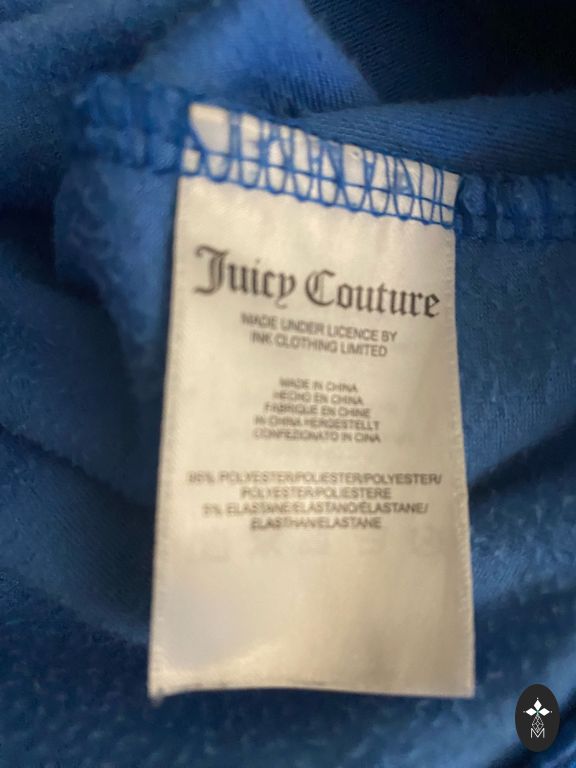 Juicy Couture
MADE UNDER LICENCE BY
INK CLOTHING LIMITED
MADE IN CHINA
HECHO EN CHINA
FABRIQUE EN CHINE
IN CHINA HERGESTELLT
CONFEZIONATO IN CINA
95% POLYESTER/POLIESTER/POLYESTER/
POLYESTER/POLIESTERE
5% ELASTANE/ELASTANO/ÉLASTANE/
ELASTHAN/ELASTANE
M